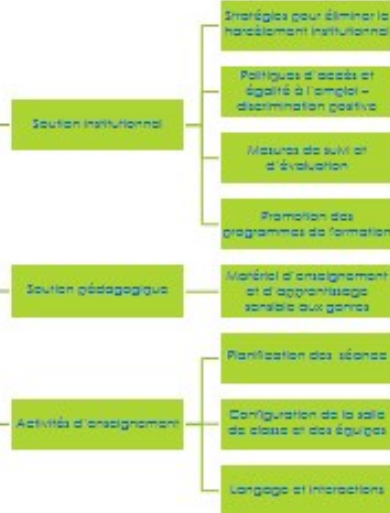 Stratégies pour éliminer le
harcèlement institutionnel
Politiques d'accès et
égalité à l'emploi –
discrimination positive
Soutien institutionnel
Mesures de suivi et
d'évaluation
Promotion des
programmes de formation
Soutien pédagogique
Matériel d'enseignement
et d'apprentissage
sensible aux genres
Planification des séance
Activités d'enseignement
Configuration de la salle
de classe et des équipes
Langage et interactions